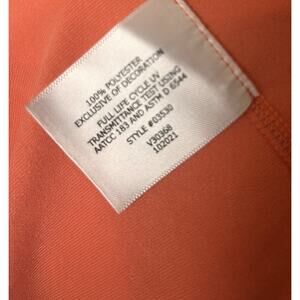 100% POLYESTER
EXCLUSIVE OF DECORATION
FULL LIFE CYCLE UV
TRANSMITTANCE TEST USING
AATCC 183 AND ASTM D 6544
STYLE #03530
V30368
102021